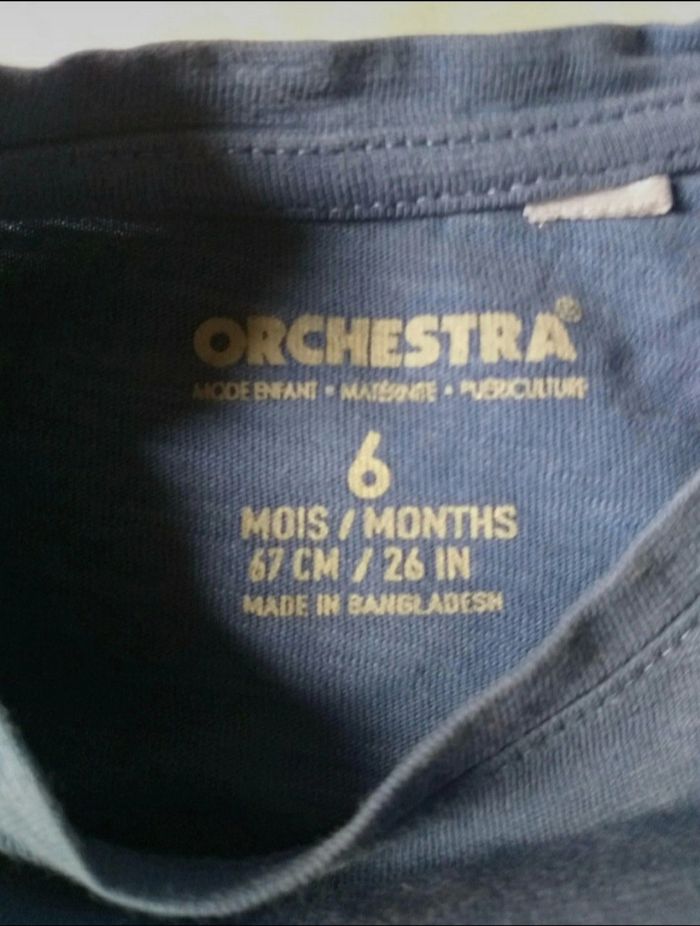 ORCHESTRA®
MODE ENFANT • MATERNITE • PUERICULTURE
6
MOIS / MONTHS
67 CM / 26 IN
MADE IN BANGLADESH